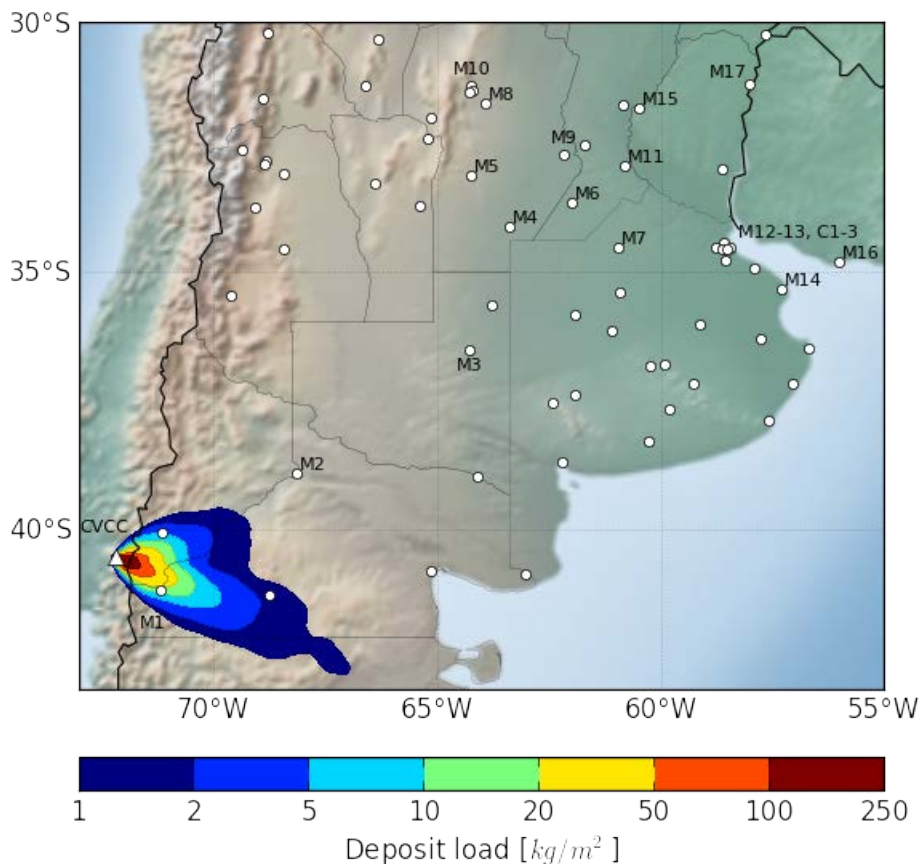 30°S
M10
M8
M17
M15
M9
M11
M5
M6
M4
M7
M12-13, C1-3
M16
35°S
M14
M3
M2
CVCC
40°S
M1
70°W 65°W 60°W 55°W
1 2 5 10 20 50 100 250
Deposit load [kg/m² ]